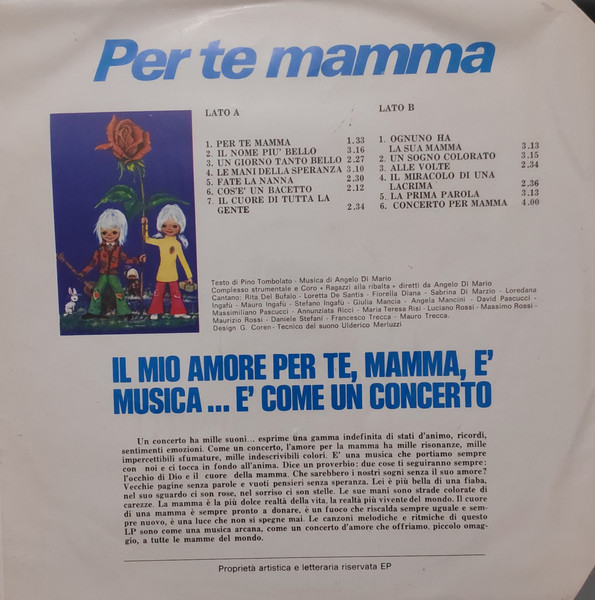 Per te mamma
LATO A
1. PER TE MAMMA 1.33
2. IL NOME PIU' BELLO 3.16
3. UN GIORNO TANTO BELLO 2.27
4. LE MANI DELLA SPERANZA 3.10
5. FATE LA NANNA 2.30
6. COS'E' UN BACETTO 2.12
7. IL CUORE DI TUTTA LA
GENTE 2.34
LATO B
1. OGNUNO HA
LA SUA MAMMA 3.13
2. UN SOGNO COLORATO 3.15
3. ALLE VOLTE 2.34
4. IL MIRACOLO DI UNA
LACRIMA 2.36
5. LA PRIMA PAROLA 3.13
6. CONCERTO PER MAMMA 4.00
Testo di Pino Tombolato - Musica di Angelo Di Mario
Complesso strumentale e Coro « Ragazzi alla ribalta » diretti da Angelo Di Mario
Cantano: Rita Del Bufalo - Loretta De Santis - Fiorella Diana - Sabrina Di Marzio - Loredana
Ingafù - Mauro Ingafù - Stefano Ingafù - Giulia Mancia - Angela Mancini - David Pascucci -
Massimiliano Pascucci - Annunziata Ricci - Maria Teresa Risi - Luciano Rossi - Massimo Rossi -
Maurizio Rossi - Daniele Stefani - Francesco Trecca - Mauro Trecca.
Design G. Coren - Tecnico del suono Ulderico Merluzzi
IL MIO AMORE PER TE, MAMMA, E'
MUSICA ... E' COME UN CONCERTO
Un concerto ha mille suoni... esprime una gamma indefinita di stati d'animo, ricordi,
sentimenti emozioni. Come un concerto, l'amore per la mamma ha mille risonanze, mille
impercettibili sfumature, mille indescrivibili colori. E' una musica che portiamo sempre
con noi e ci tocca in fondo all'anima. Dice un proverbio: due cose ti seguiranno sempre:
l'occhio di Dio e il cuore della mamma. Che sarebbero i nostri sogni senza il suo amore?
Vecchie pagine senza parole e vuoti pensieri senza speranza. Lei è più bella di una fiaba,
nel suo sguardo ci son rose, nel sorriso ci son stelle. Le sue mani sono strade colorate di
carezze. La mamma è la più dolce realtà della vita, la realtà più vivente del mondo. Il cuore
di una mamma è sempre pronto a donare, è un fuoco che riscalda sempre uguale e sem-
pre nuovo, è una luce che non si spegne mai. Le canzoni melodiche e ritmiche di questo
LP sono come una musica arcana, come un concerto d'amore che offriamo, piccolo omag-
gio, a tutte le mamme del mondo.
Proprietà artistica e letteraria riservata EP